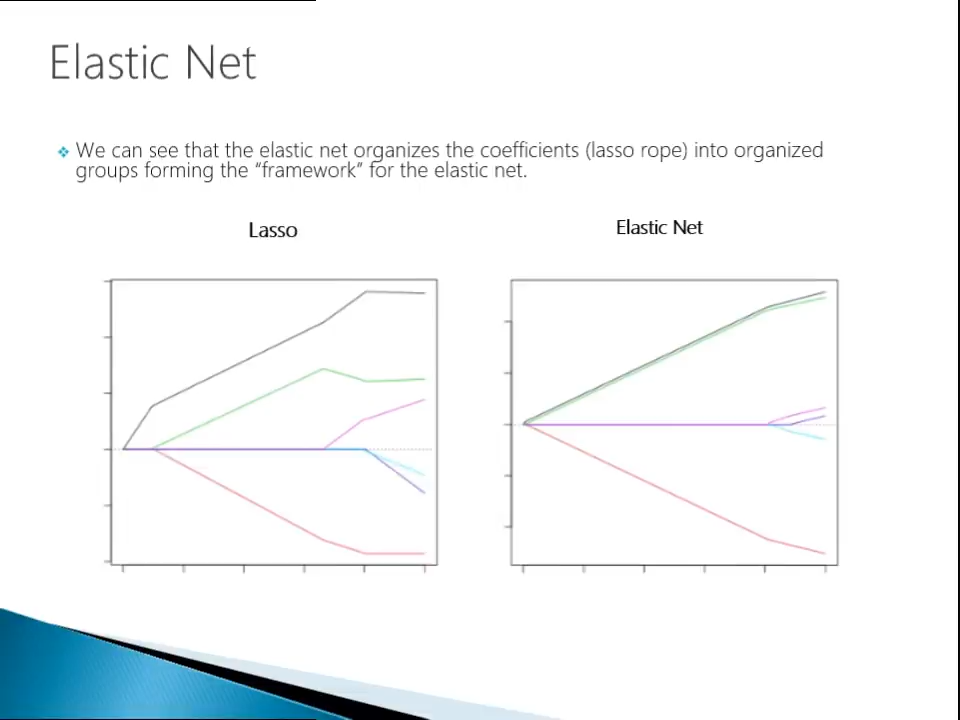 Elastic Net
We can see that the elastic net organizes the coefficients (lasso rope) into organized
groups forming the “framework” for the elastic net.
Lasso
Elastic Net